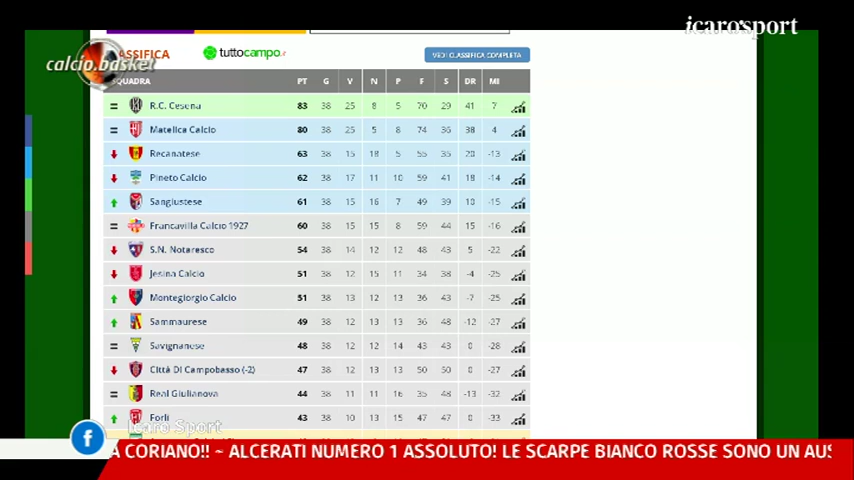 icarosport
calcio.basket
ASSIFICA
tuttocampo.it
VEDI CLASSIFICA COMPLETA
SQUADRA PT G V N P F S DR MI
= R.C. Cesena 83 38 25 8 5 70 29 41 7
= Matelica Calcio 80 38 25 5 8 74 36 38 4
Recanatese 63 38 15 18 5 55 35 20 -13
Pineto Calcio 62 38 17 11 10 59 41 18 -14
Sangiustese 61 38 15 16 7 49 39 10 -15
= Francavilla Calcio 1927 60 38 15 15 8 59 44 15 -16
S.N. Notaresco 54 38 14 12 12 48 43 5 -22
Jesina Calcio 51 38 12 15 11 34 38 -4 -25
Montegiorgio Calcio 51 38 13 12 13 36 43 -7 -25
Sammaurese 49 38 12 13 13 36 48 -12 -27
= Savignanese 48 38 12 12 14 43 43 0 -28
Città Di Campobasso (-2) 47 38 12 13 13 50 50 0 -27
= Real Giulianova 44 38 11 11 16 35 48 -13 -32
Forlì 43 38 10 13 15 47 47 0 -33
Icaro Sport
A CORIANO!! ~ ALCERATI NUMERO 1 ASSOLUTO! LE SCARPE BIANCO ROSSE SONO UN AUS